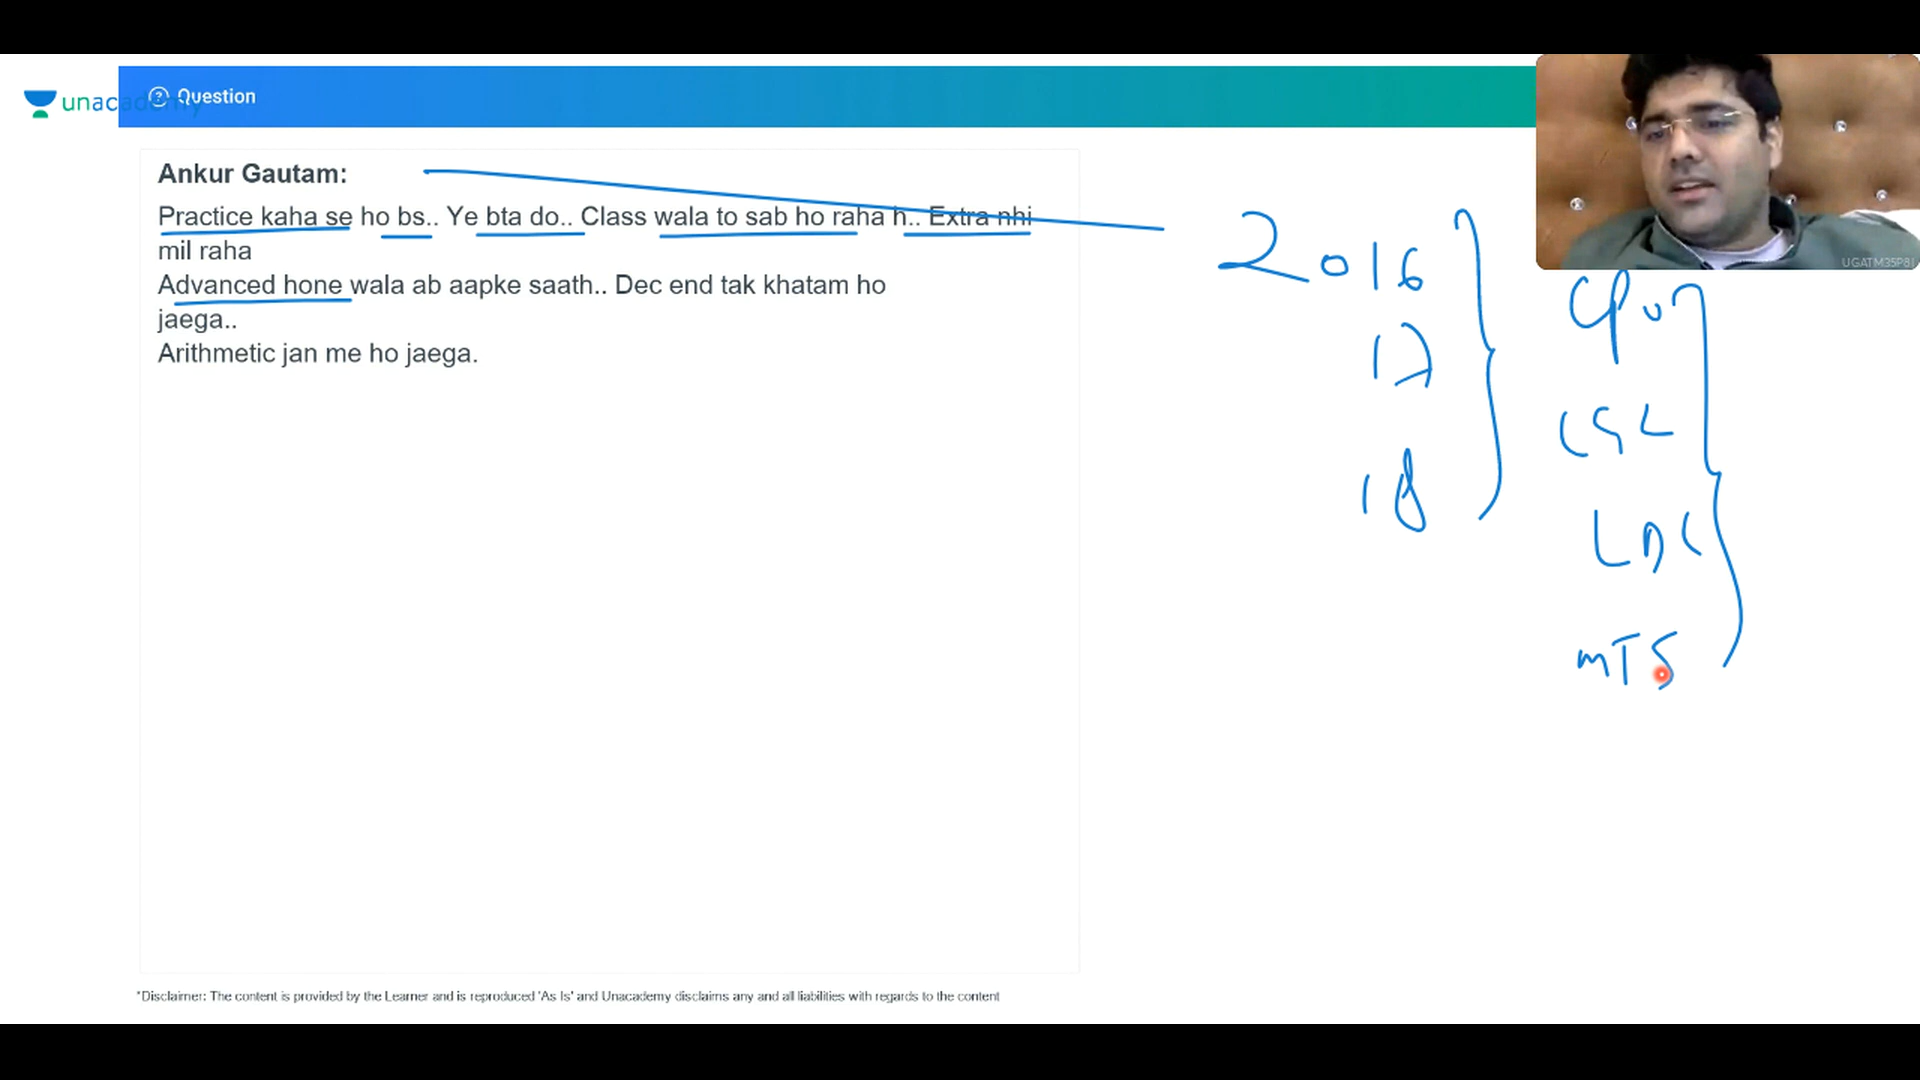 unacademy
Question
Ankur Gautam:
Practice kaha se ho bs.. Ye bta do.. Class wala to sab ho raha h.. Extra nhi
mil raha
Advanced hone wala ab aapke saath.. Dec end tak khatam ho
jaega..
Arithmetic jan me ho jaega.
2016
17
18
CPO
CGL
LDC
MTS
UGATM35P8I
*Disclaimer: The content is provided by the Learner and is reproduced 'As Is' and Unacademy disclaims any and all liabilities with regards to the content